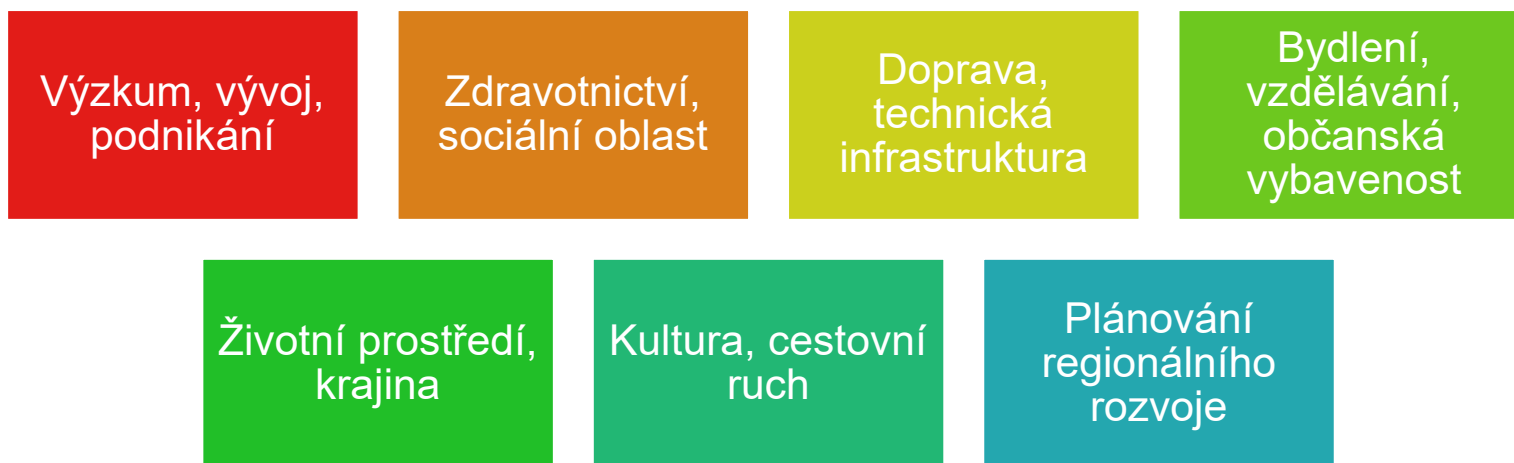 Výzkum, vývoj,
podnikání
Zdravotnictví,
sociální oblast
Doprava,
technická
infrastruktura
Bydlení,
vzdělávání,
občanská
vybavenost
Životní prostředí,
krajina
Kultura, cestovní
ruch
Plánování
regionálního
rozvoje